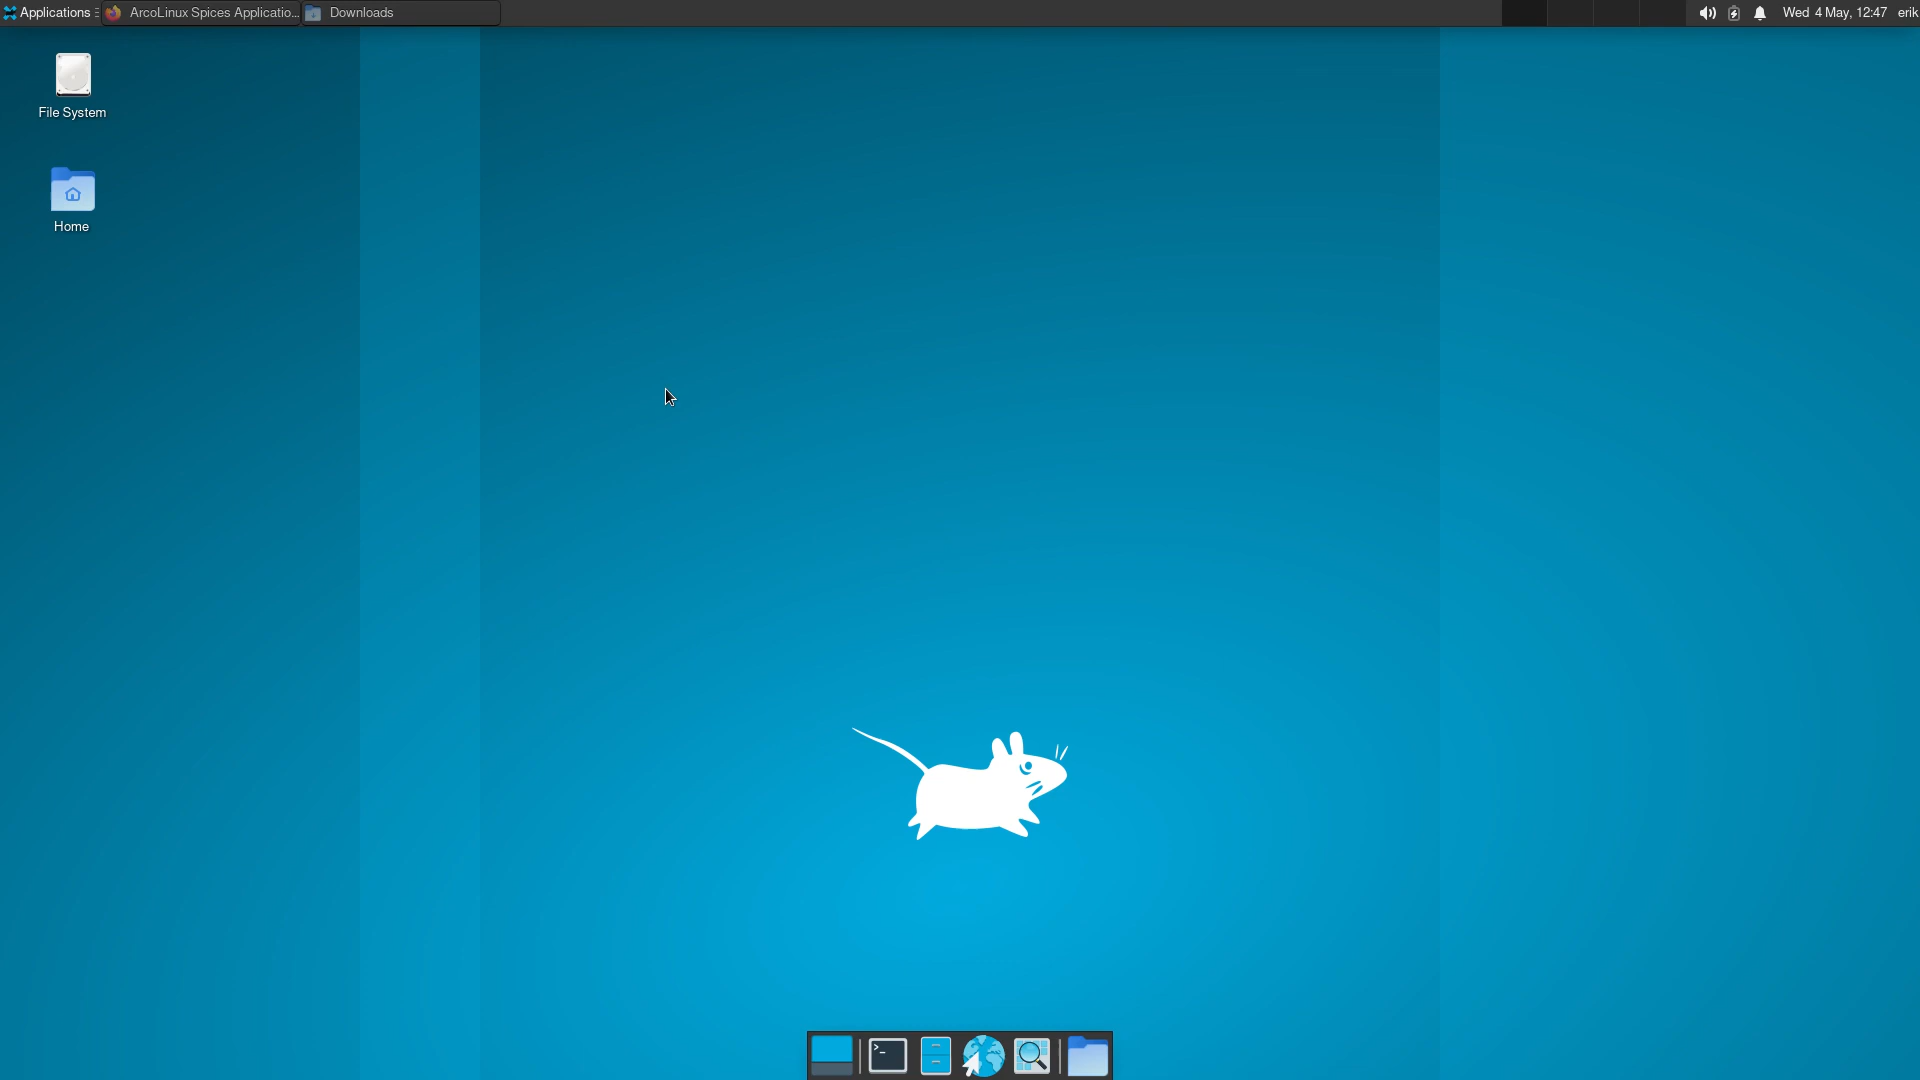 Applications ArcoLinux Spices Applicatio... Downloads Wed 4 May, 12:47 erik
File System
Home